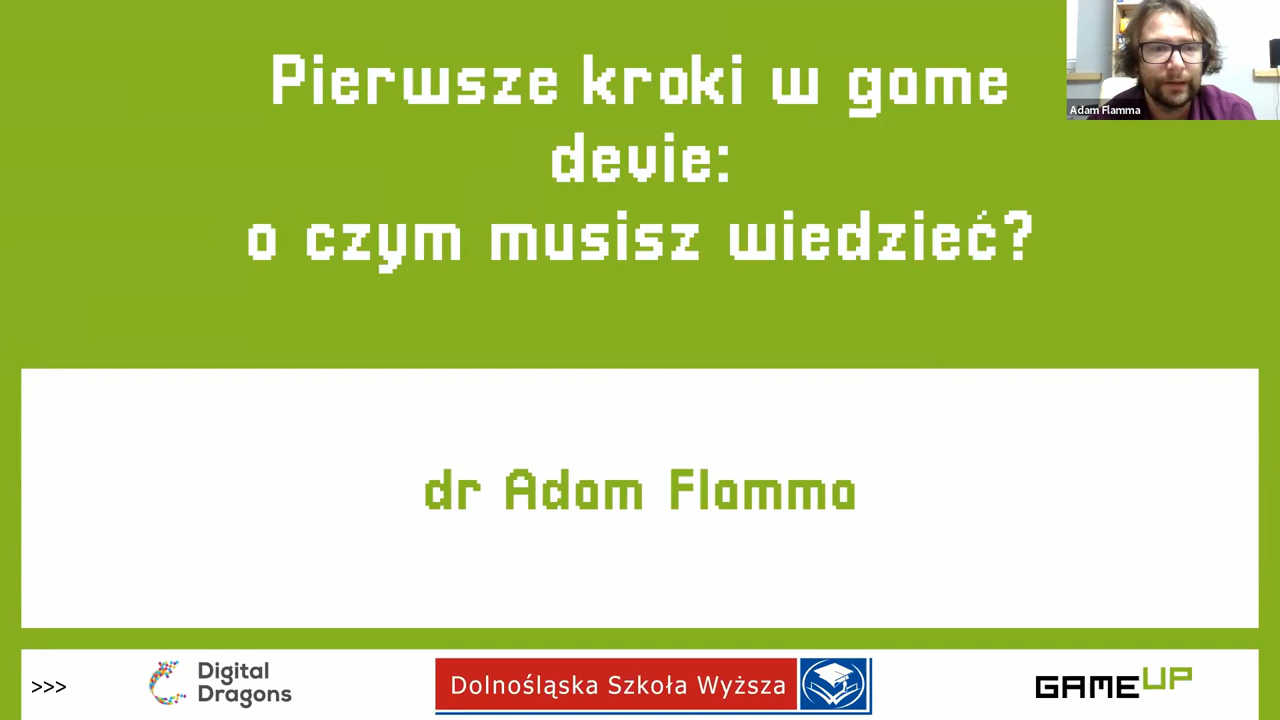 Pierwsze kroki w game
devie:
o czym musisz wiedzieć?
Adam Flamma
dr Adam Flamma
>>>
Digital
Dragons
Dolnośląska Szkoła Wyższa
GAMEUP